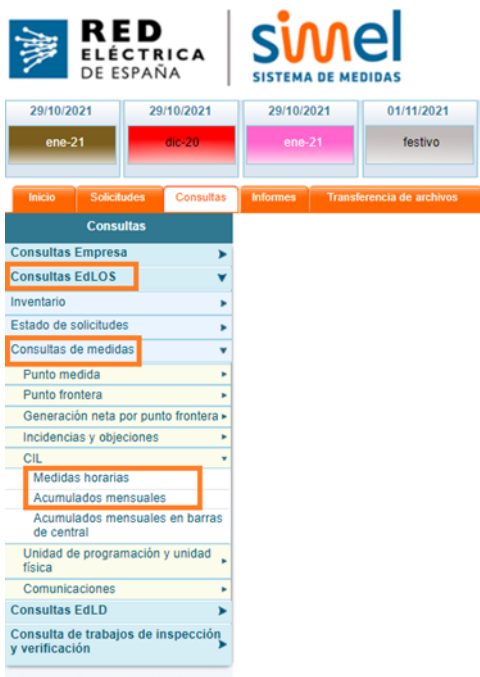 RED
ELÉCTRICA
DE ESPAÑA
simel
SISTEMA DE MEDIDAS
29/10/2021 29/10/2021 29/10/2021 01/11/2021
ene-21 dic-20 ene-21 festivo
Inicio Solicitudes Consultas Informes Transferencia de archivos
Consultas
Consultas Empresa
Consultas EdLOS
Inventario
Estado de solicitudes
Consultas de medidas
Punto medida
Punto frontera
Generación neta por punto frontera
Incidencias y objeciones
CIL
Medidas horarias
Acumulados mensuales
Acumulados mensuales en barras
de central
Unidad de programación y unidad
física
Comunicaciones
Consultas EdLD
Consulta de trabajos de inspección
y verificación